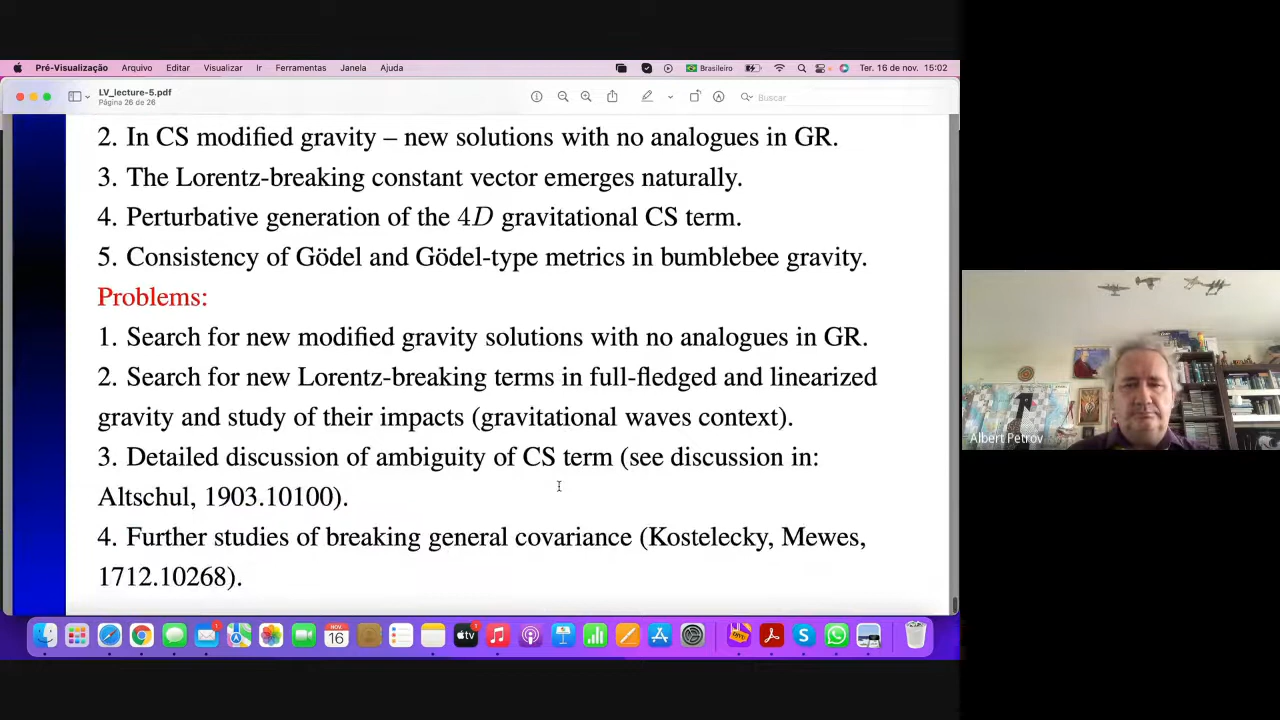 Pré-Visualização Arquivo Editar Visualizar Ir Ferramentas Janela Ajuda Brasileiro Ter. 16 de nov. 15:02
LV_lecture-5.pdf
Página 26 de 26
Buscar
2. In CS modified gravity – new solutions with no analogues in GR.
3. The Lorentz-breaking constant vector emerges naturally.
4. Perturbative generation of the 4D gravitational CS term.
5. Consistency of Gödel and Gödel-type metrics in bumblebee gravity.
Problems:
1. Search for new modified gravity solutions with no analogues in GR.
2. Search for new Lorentz-breaking terms in full-fledged and linearized
gravity and study of their impacts (gravitational waves context).
3. Detailed discussion of ambiguity of CS term (see discussion in:
Altschul, 1903.10100).
4. Further studies of breaking general covariance (Kostelecky, Mewes,
1712.10268).
Albert Petrov
NOV.
16
1
tv
1